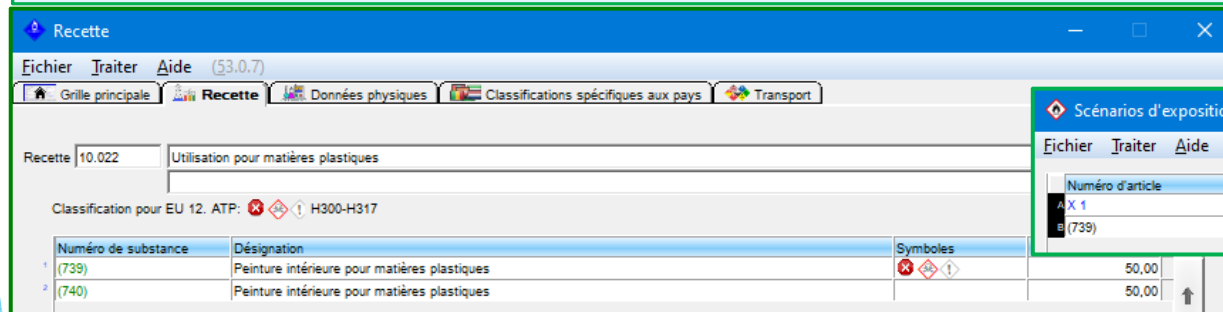 Recette
Fichier Traiter Aide (53.0.7)
Grille principale Recette Données physiques Classifications spécifiques aux pays Transport
Recette 10.022 Utilisation pour matières plastiques
Classification pour EU 12. ATP: H300-H317
Numéro de substance Désignation Symboles
1 (739) Peinture intérieure pour matières plastiques 50,00
2 (740) Peinture intérieure pour matières plastiques 50,00
Scénarios d'expositio
Fichier Traiter Aide
Numéro d'article
A X 1
B (739)